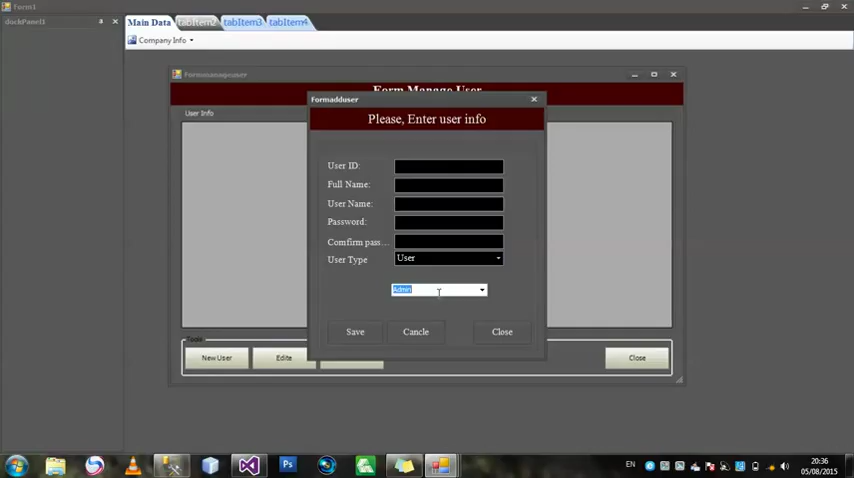 form1
dockPanel1
Main Data tabItem2 tabItem3 tabItem4
Company Info
Formmanageuser
Form Manage User
User Info
Formadduser
Please, Enter user info
User ID:
Full Name:
User Name:
Password:
Comfirm pass...
User Type User
Admin
Save Cancle Close
Tools
New User Edite Close
EN 20:36
05/08/2015